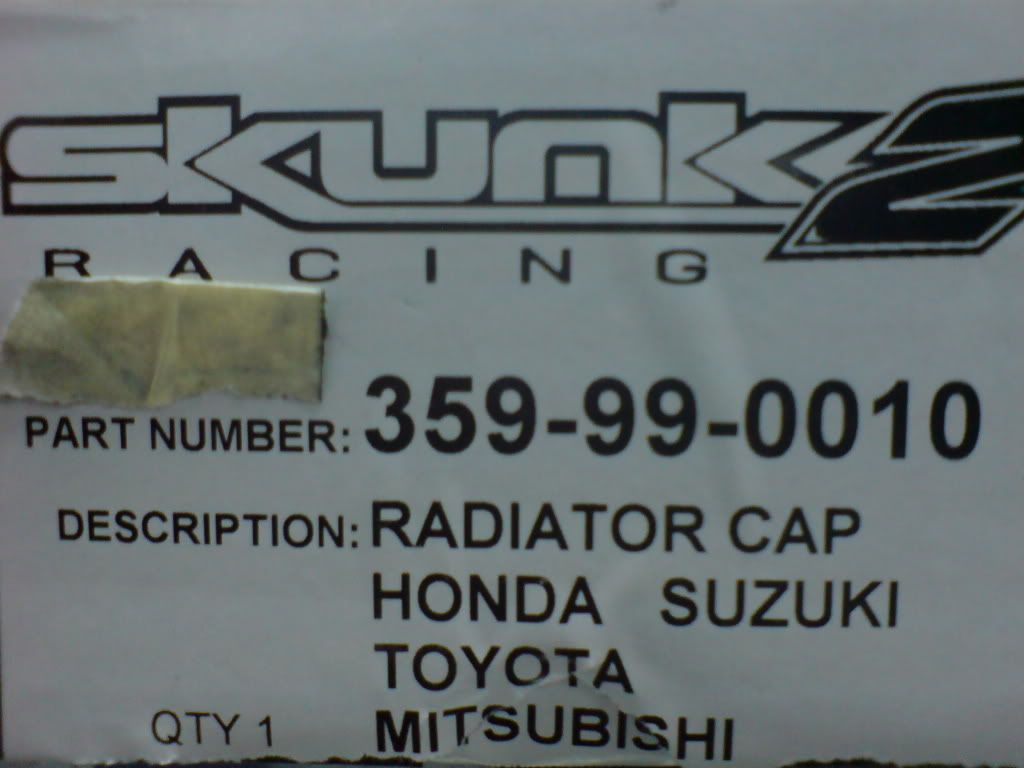 skunk2
RACING
PART NUMBER: 359-99-0010
DESCRIPTION: RADIATOR CAP
HONDA SUZUKI
TOYOTA
QTY 1 MITSUBISHI